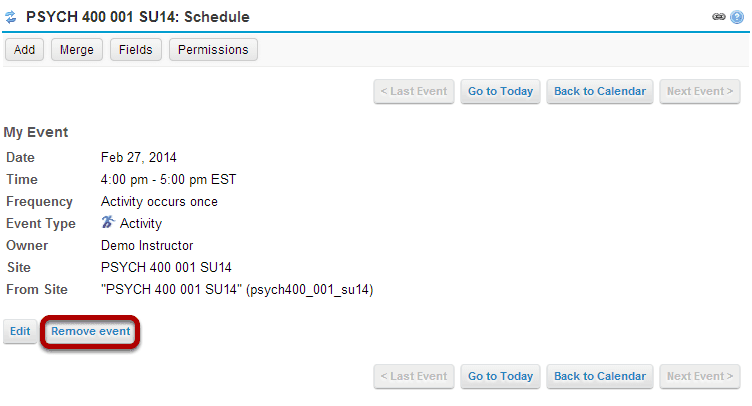 PSYCH 400 001 SU14: Schedule
Add Merge Fields Permissions
< Last Event Go to Today Back to Calendar Next Event >
My Event
Date Feb 27, 2014
Time 4:00 pm - 5:00 pm EST
Frequency Activity occurs once
Event Type Activity
Owner Demo Instructor
Site PSYCH 400 001 SU14
From Site "PSYCH 400 001 SU14" (psych400_001_su14)
Edit Remove event
< Last Event Go to Today Back to Calendar Next Event >